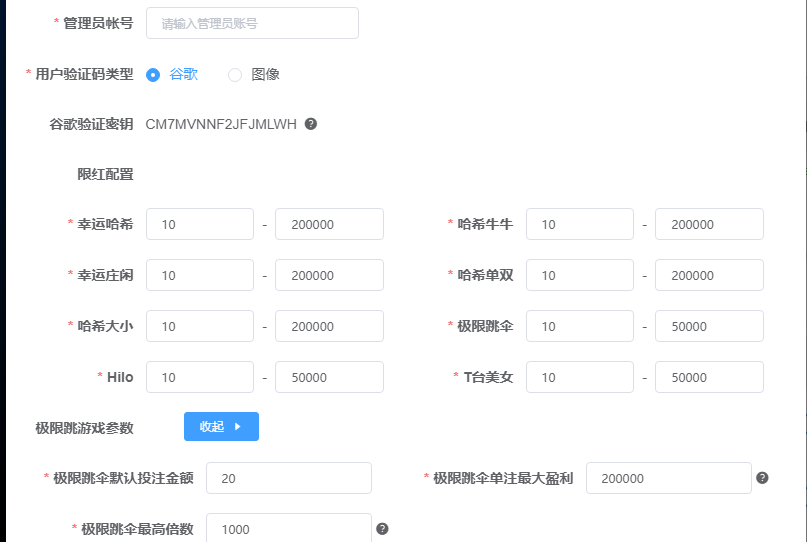 * 管理员帐号 请输入管理员账号
* 用户验证码类型 谷歌 图像
谷歌验证密钥 CM7MVNNF2JFJMLWH ?
限红配置
* 幸运哈希 10 - 200000 * 哈希牛牛 10 - 200000
* 幸运庄闲 10 - 200000 * 哈希单双 10 - 200000
* 哈希大小 10 - 200000 * 极限跳伞 10 - 50000
* Hilo 10 - 50000 * T台美女 10 - 50000
极限跳游戏参数 收起
* 极限跳伞默认投注金额 20 * 极限跳伞单注最大盈利 200000 ?
* 极限跳伞最高倍数 1000 ?